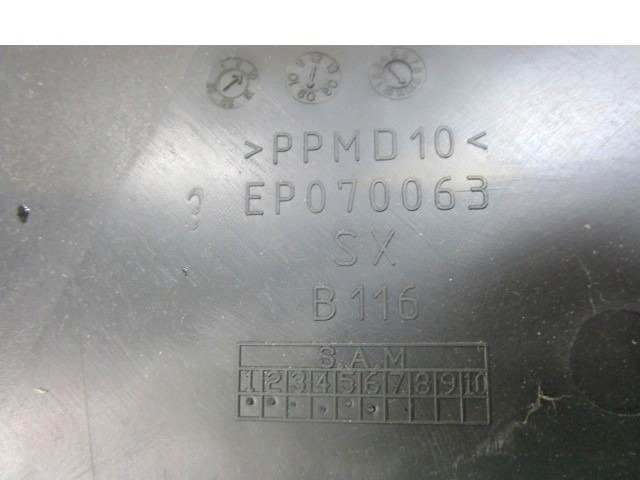 >PPMD10<
EP070063
SX
B116
S.A.M
1 2 3 4 5 6 7 8 9 10